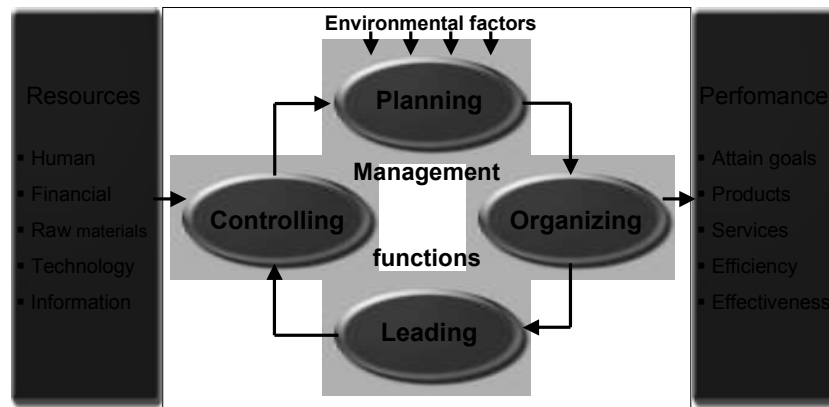 Environmental factors
Resources
▪ Human
▪ Financial
▪ Raw materials
▪ Technology
▪ Information
Planning
Management
Controlling
Organizing
functions
Leading
Perfomance
▪ Attain goals
▪ Products
▪ Services
▪ Efficiency
▪ Effectiveness